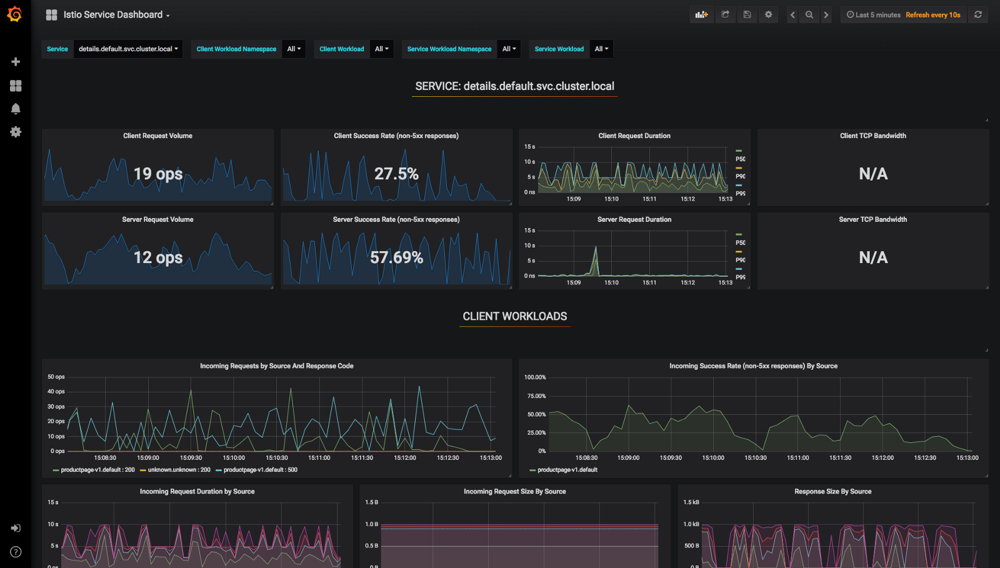 Istio Service Dashboard
Last 5 minutes Refresh every 10s
Service details.default.svc.cluster.local Client Workload Namespace All Client Workload All Service Workload Namespace All Service Workload All
SERVICE: details.default.svc.cluster.local
Client Request Volume
19 ops
Client Success Rate (non-5xx responses)
27.5%
Client Request Duration
15 s
10 s
5 s
0 ns
15:09 15:10 15:11 15:12 15:13
P50
P90
P99
Client TCP Bandwidth
N/A
Server Request Volume
12 ops
Server Success Rate (non-5xx responses)
57.69%
Server Request Duration
15 s
10 s
5 s
0 ns
15:09 15:10 15:11 15:12 15:13
P50
P90
P99
Server TCP Bandwidth
N/A
CLIENT WORKLOADS
Incoming Requests by Source And Response Code
50 ops
40 ops
30 ops
20 ops
10 ops
0 ops
15:08:30 15:09:00 15:09:30 15:10:00 15:10:30 15:11:00 15:11:30 15:12:00 15:12:30 15:13:00
productpage-v1.default : 200 unknown.unknown : 200 productpage-v1.default : 500
Incoming Success Rate (non-5xx responses) By Source
100.00%
75.00%
50.00%
25.00%
0%
15:08:30 15:09:00 15:09:30 15:10:00 15:10:30 15:11:00 15:11:30 15:12:00 15:12:30 15:13:00
productpage-v1.default
Incoming Request Duration by Source
15 s
10 s
5 s
0 ns
Incoming Request Size By Source
1.5 B
1.0 B
0.5 B
0 B
Response Size By Source
1.5 kB
1.0 kB
500 B
0 B